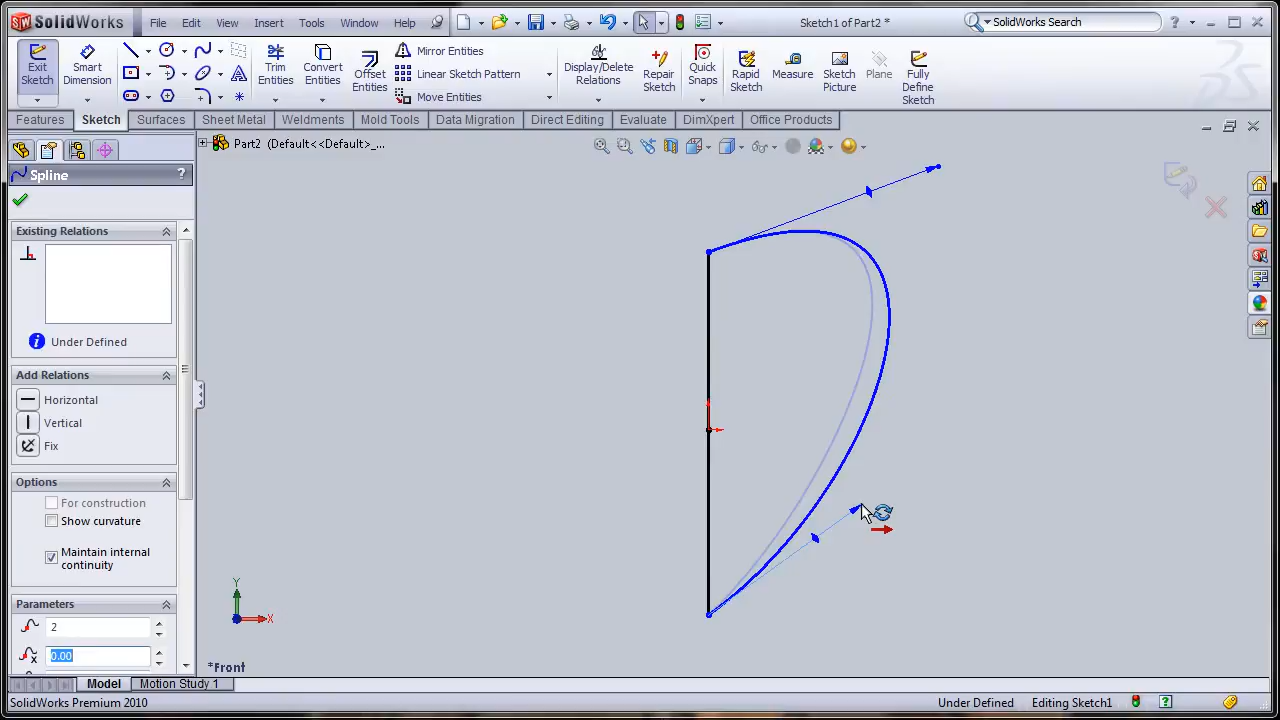 SolidWorks File Edit View Insert Tools Window Help Sketch1 of Part2 * SolidWorks Search ?
Exit Sketch
Smart Dimension
Trim Entities
Convert Entities
Offset Entities
Mirror Entities
Linear Sketch Pattern
Move Entities
Display/Delete Relations
Repair Sketch
Quick Snaps
Rapid Sketch
Measure
Sketch Picture
Plane
Fully Define Sketch
Features Sketch Surfaces Sheet Metal Weldments Mold Tools Data Migration Direct Editing Evaluate DimXpert Office Products
Part2 (Default<<Default>_...
Spline ?
Existing Relations
Under Defined
Add Relations
Horizontal
Vertical
Fix
Options
For construction
Show curvature
Maintain internal
continuity
Parameters
2
0.00
Y
X
*Front
Model Motion Study 1
SolidWorks Premium 2010 Under Defined Editing Sketch1 ?